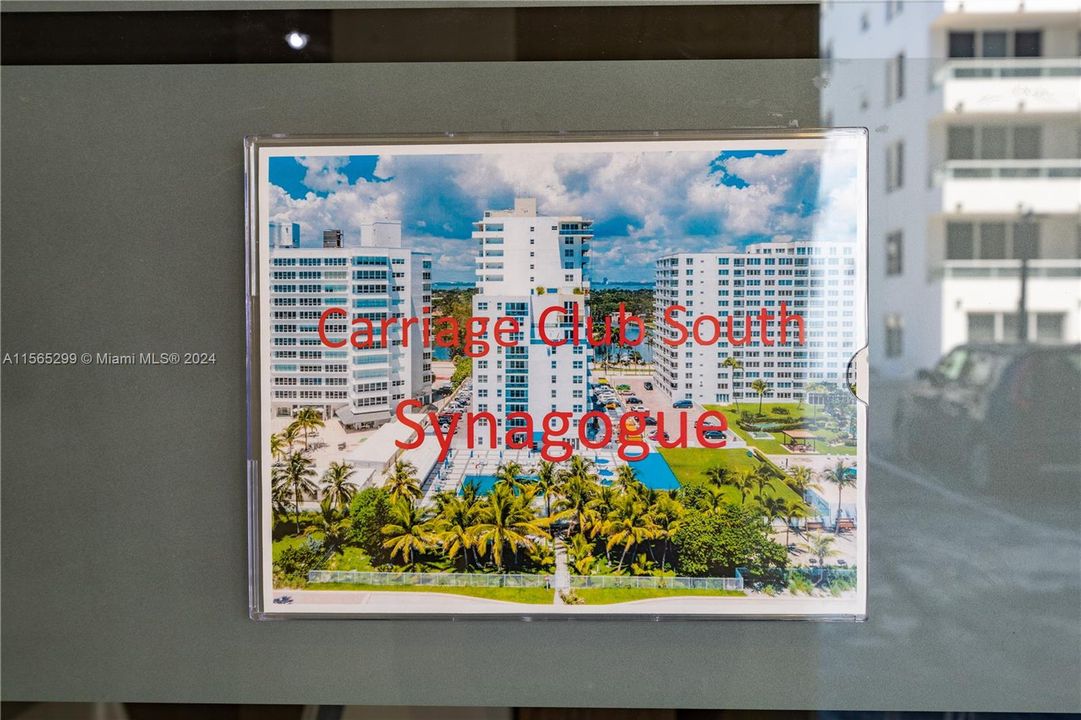 Carriage Club South
Synagogue
A11565299 © Miami MLS® 2024